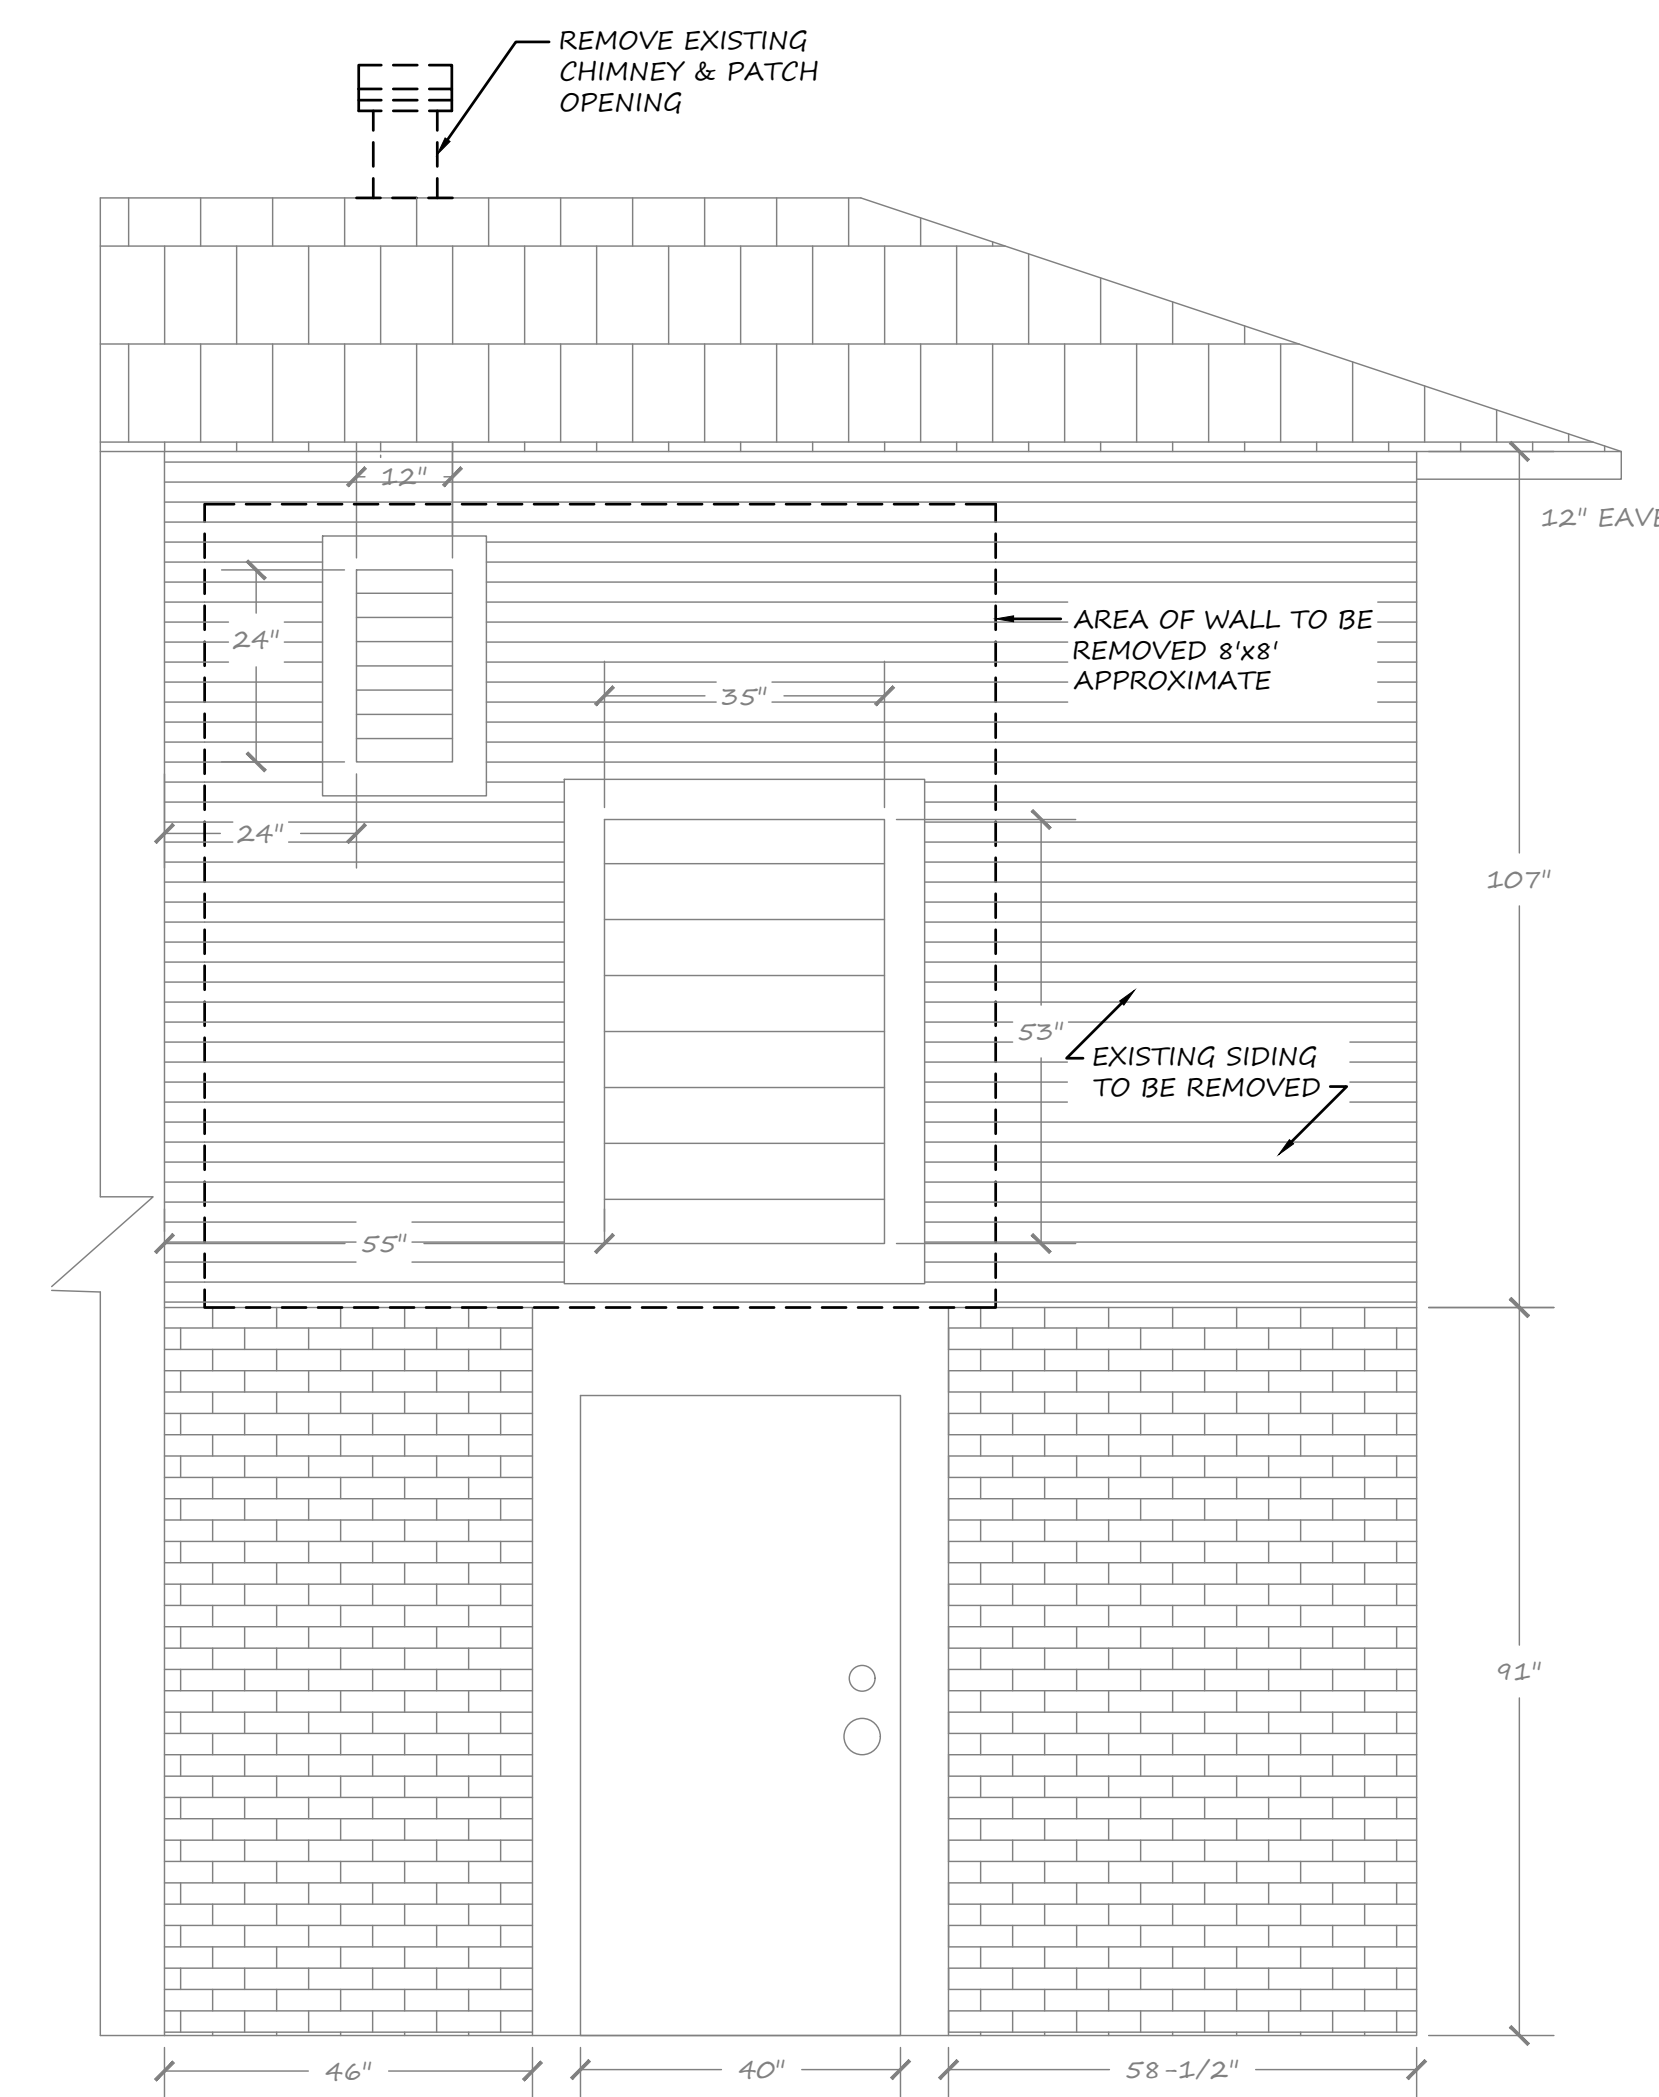 REMOVE EXISTING
CHIMNEY & PATCH
OPENING
12"
12" EAVE
24"
AREA OF WALL TO BE
REMOVED 8'x8'
APPROXIMATE
35"
24"
107"
53"
EXISTING SIDING
TO BE REMOVED
55"
91"
46"
40"
58-1/2"